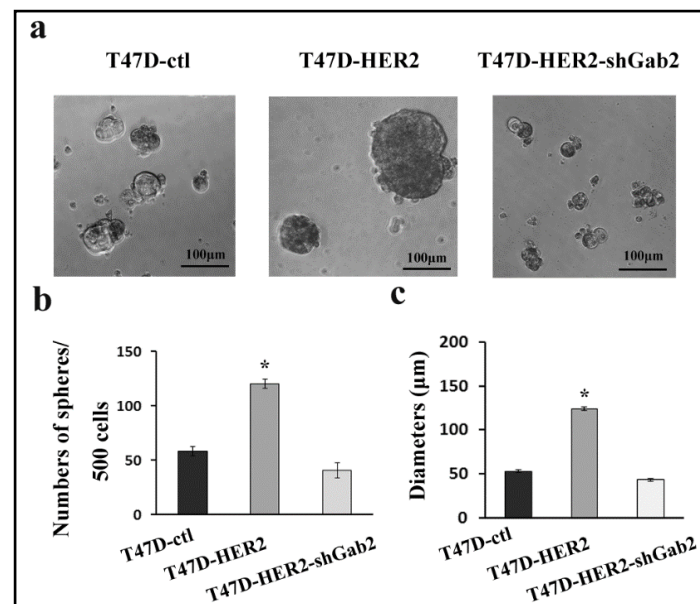 a
T47D-ctl
T47D-HER2
T47D-HER2-shGab2
100μm
100μm
100μm
b
Numbers of spheres/
500 cells
150
100
50
0
*
T47D-ctl
T47D-HER2
T47D-HER2-shGab2
c
Diameters (μm)
200
150
100
50
0
*
T47D-ctl
T47D-HER2
T47D-HER2-shGab2